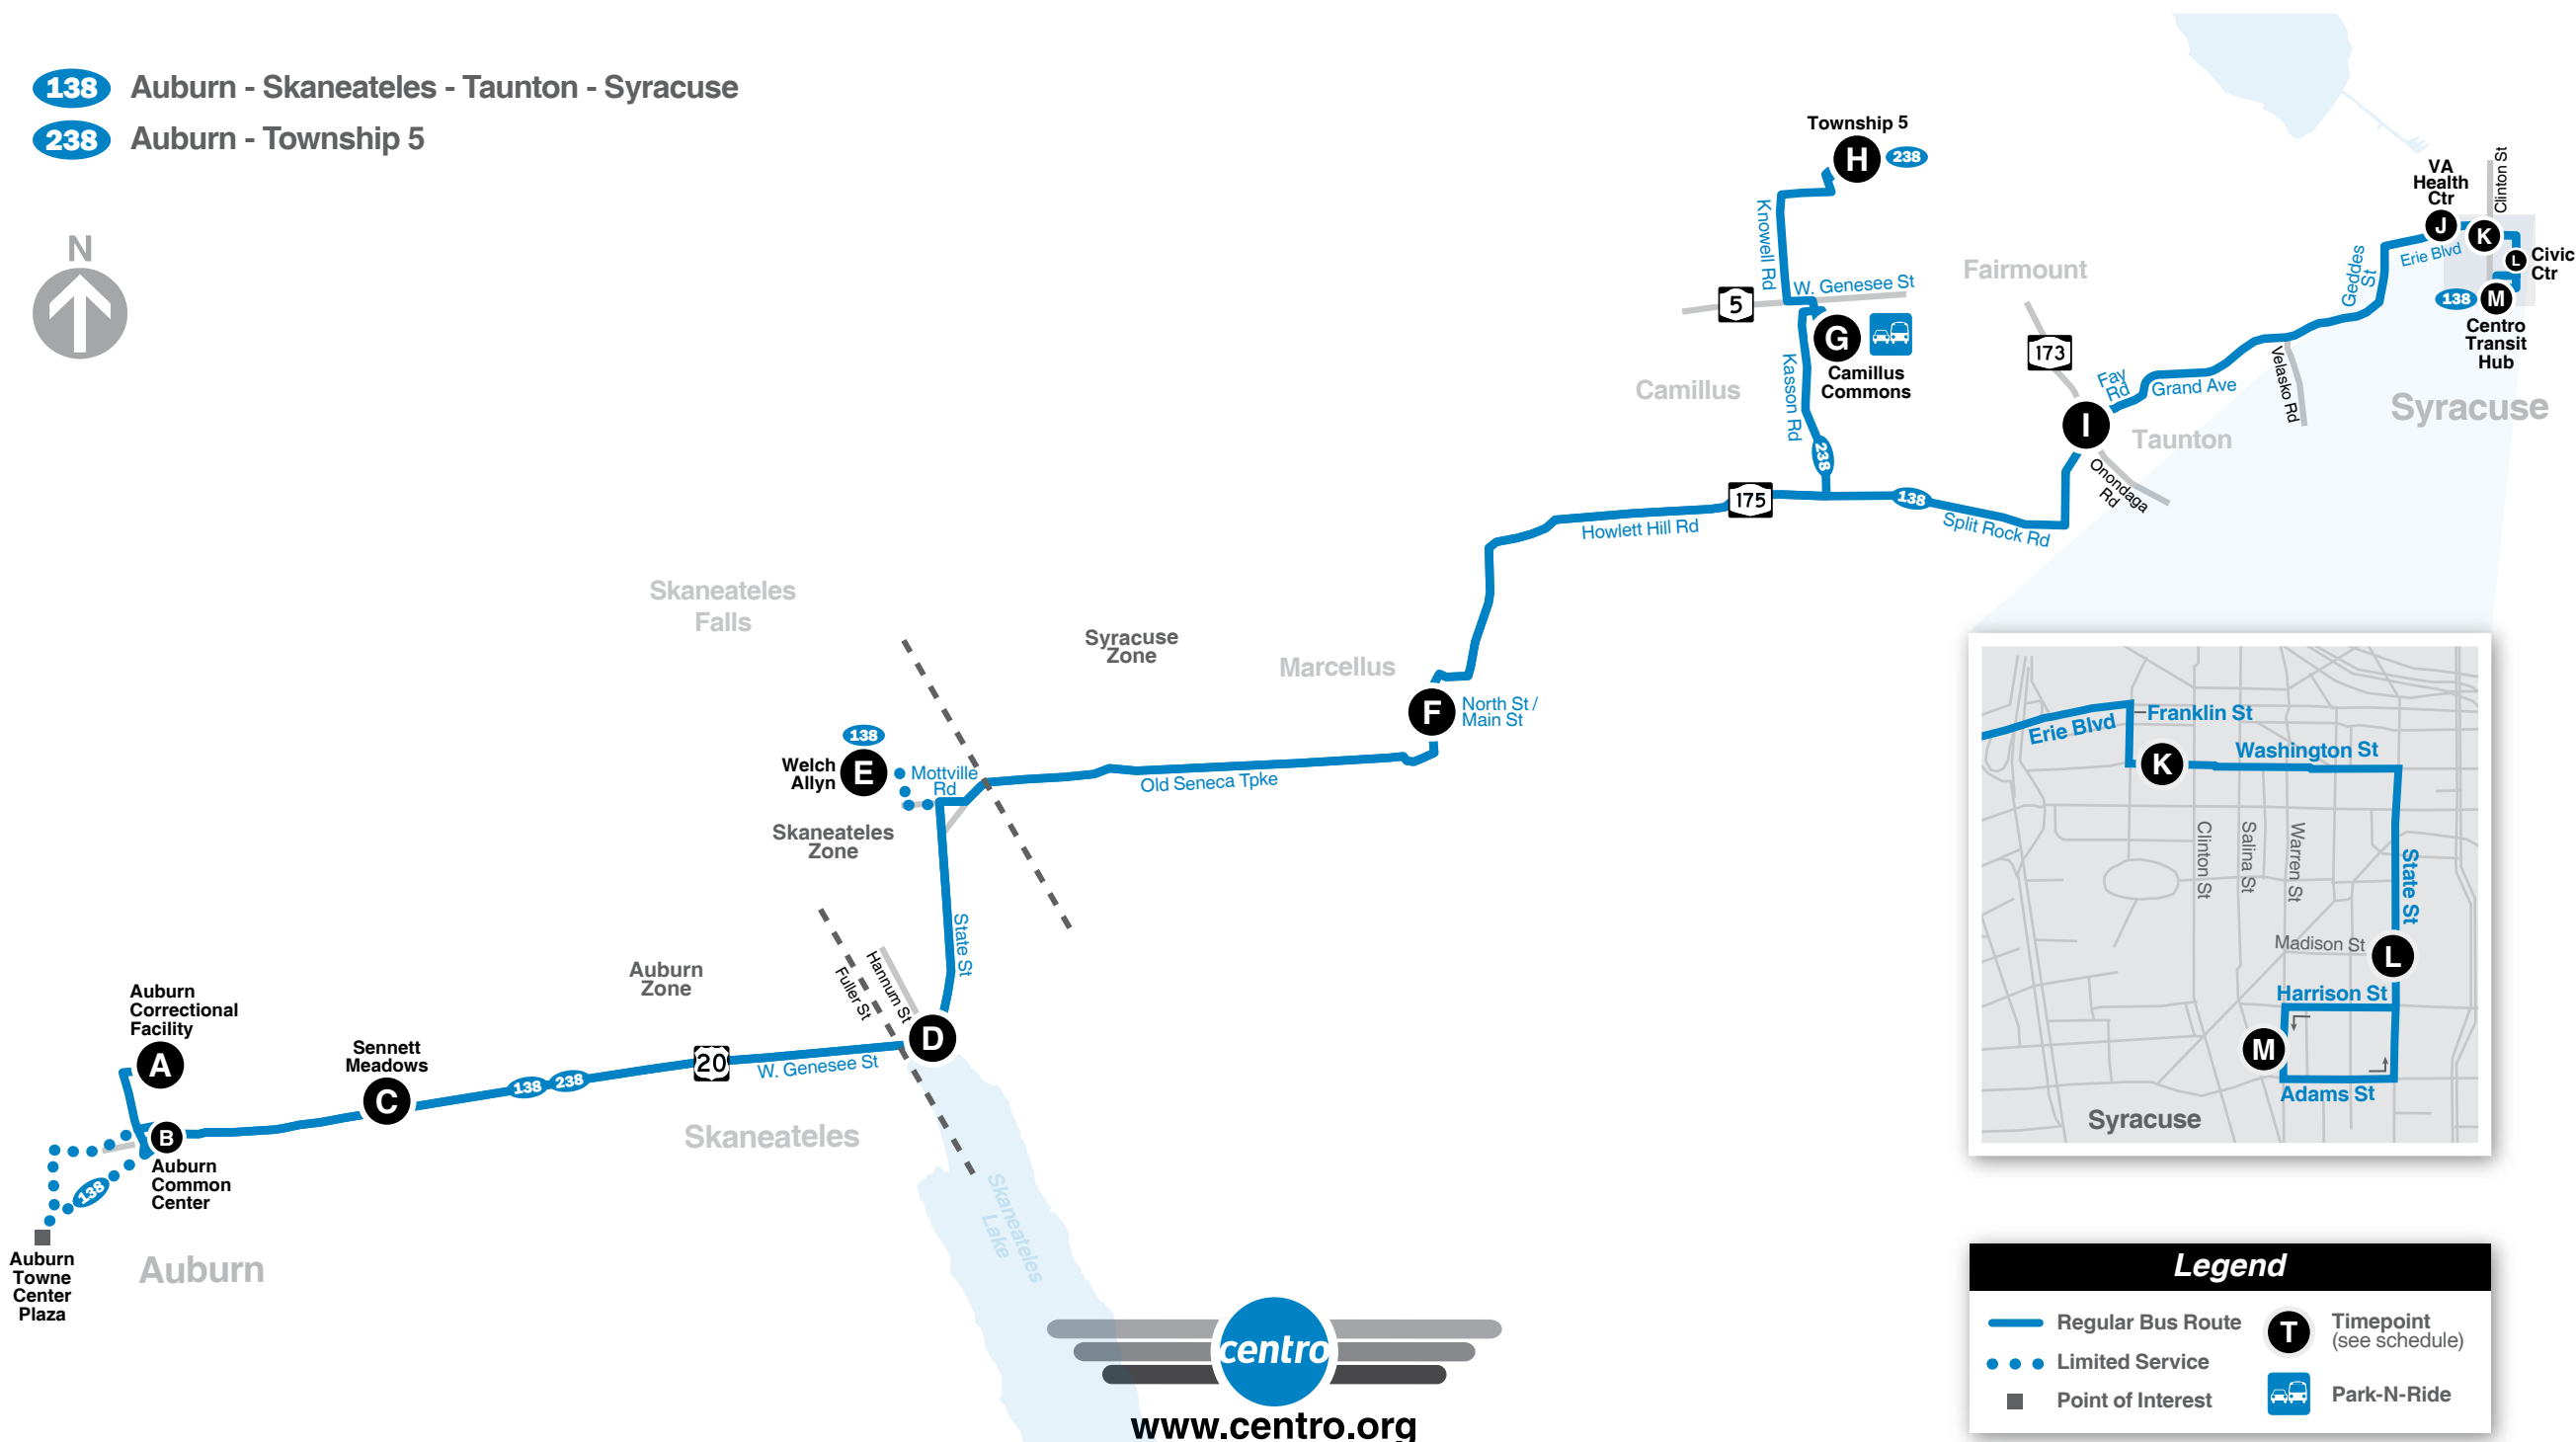 138 Auburn - Skaneateles - Taunton - Syracuse
238 Auburn - Township 5
N
Township 5
H 238
Knowell Rd
5
W. Genesee St
G
Camillus
Commons
Camillus
Kasson Rd
238
Fairmount
173
Fay
Rd
I
Taunton
Onondaga
Rd
Grand Ave
Velasko Rd
Geddes
St
Erie Blvd
VA
Health
Ctr
J
K
Clinton St
L
Civic
Ctr
138 M
Centro
Transit
Hub
Syracuse
175
Howlett Hill Rd
138
Split Rock Rd
Skaneateles
Falls
Syracuse
Zone
Marcellus
F
North St /
Main St
138
Welch
Allyn
E
Mottville
Rd
Old Seneca Tpke
Skaneateles
Zone
State St
Hannum St
Fuller St
Auburn
Zone
D
20
W. Genesee St
Skaneateles
Skaneateles
Lake
Auburn
Correctional
Facility
A
Sennett
Meadows
C
138 238
B
Auburn
Common
Center
138
Auburn
Towne
Center
Plaza
Auburn
Erie Blvd
Franklin St
K
Washington St
Clinton St
Salina St
Warren St
State St
Madison St
L
Harrison St
M
Adams St
Syracuse
Legend
Regular Bus Route
Limited Service
Point of Interest
T
Timepoint
(see schedule)
Park-N-Ride
centro
www.centro.org